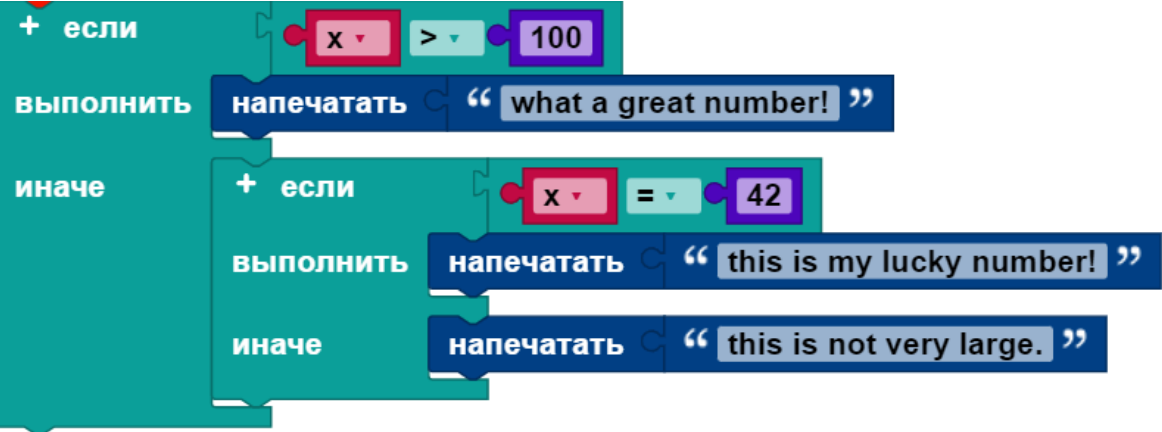 + если x > 100
выполнить напечатать “ what a great number! ”
иначе + если x = 42
выполнить напечатать “ this is my lucky number! ”
иначе напечатать “ this is not very large. ”